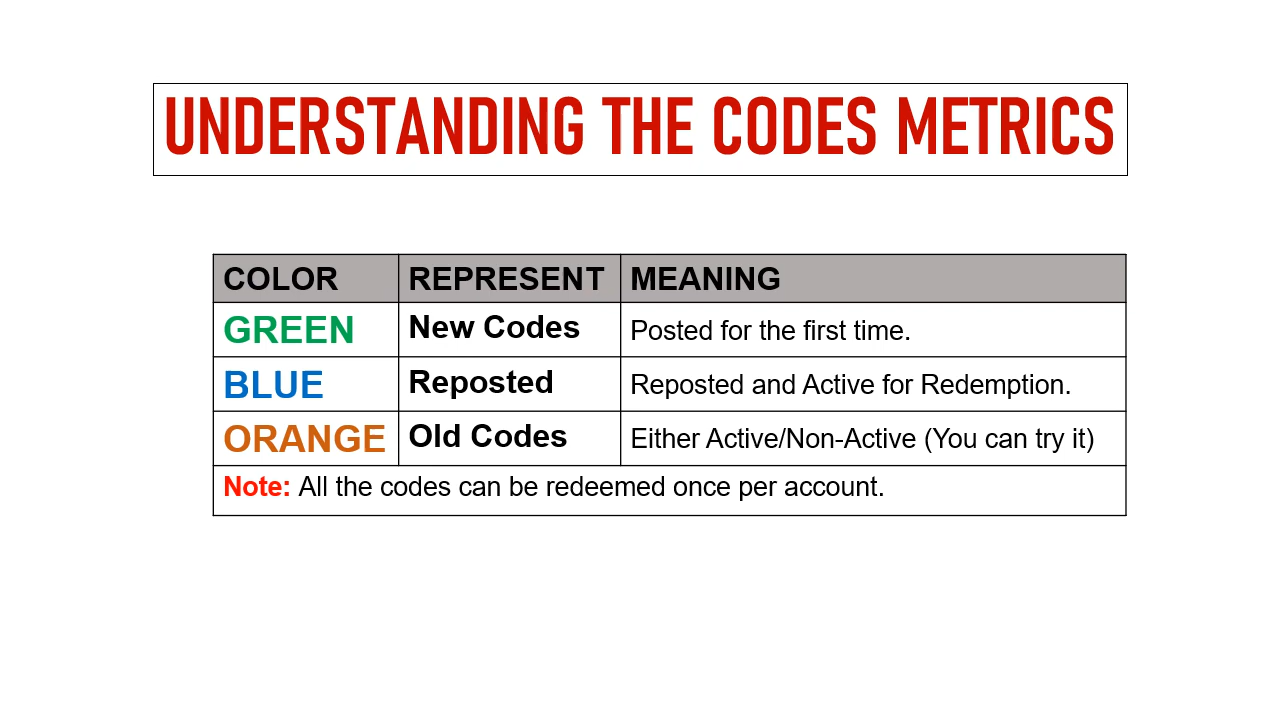 UNDERSTANDING THE CODES METRICS
COLOR REPRESENT MEANING
GREEN New Codes Posted for the first time.
BLUE Reposted Reposted and Active for Redemption.
ORANGE Old Codes Either Active/Non-Active (You can try it)
Note: All the codes can be redeemed once per account.